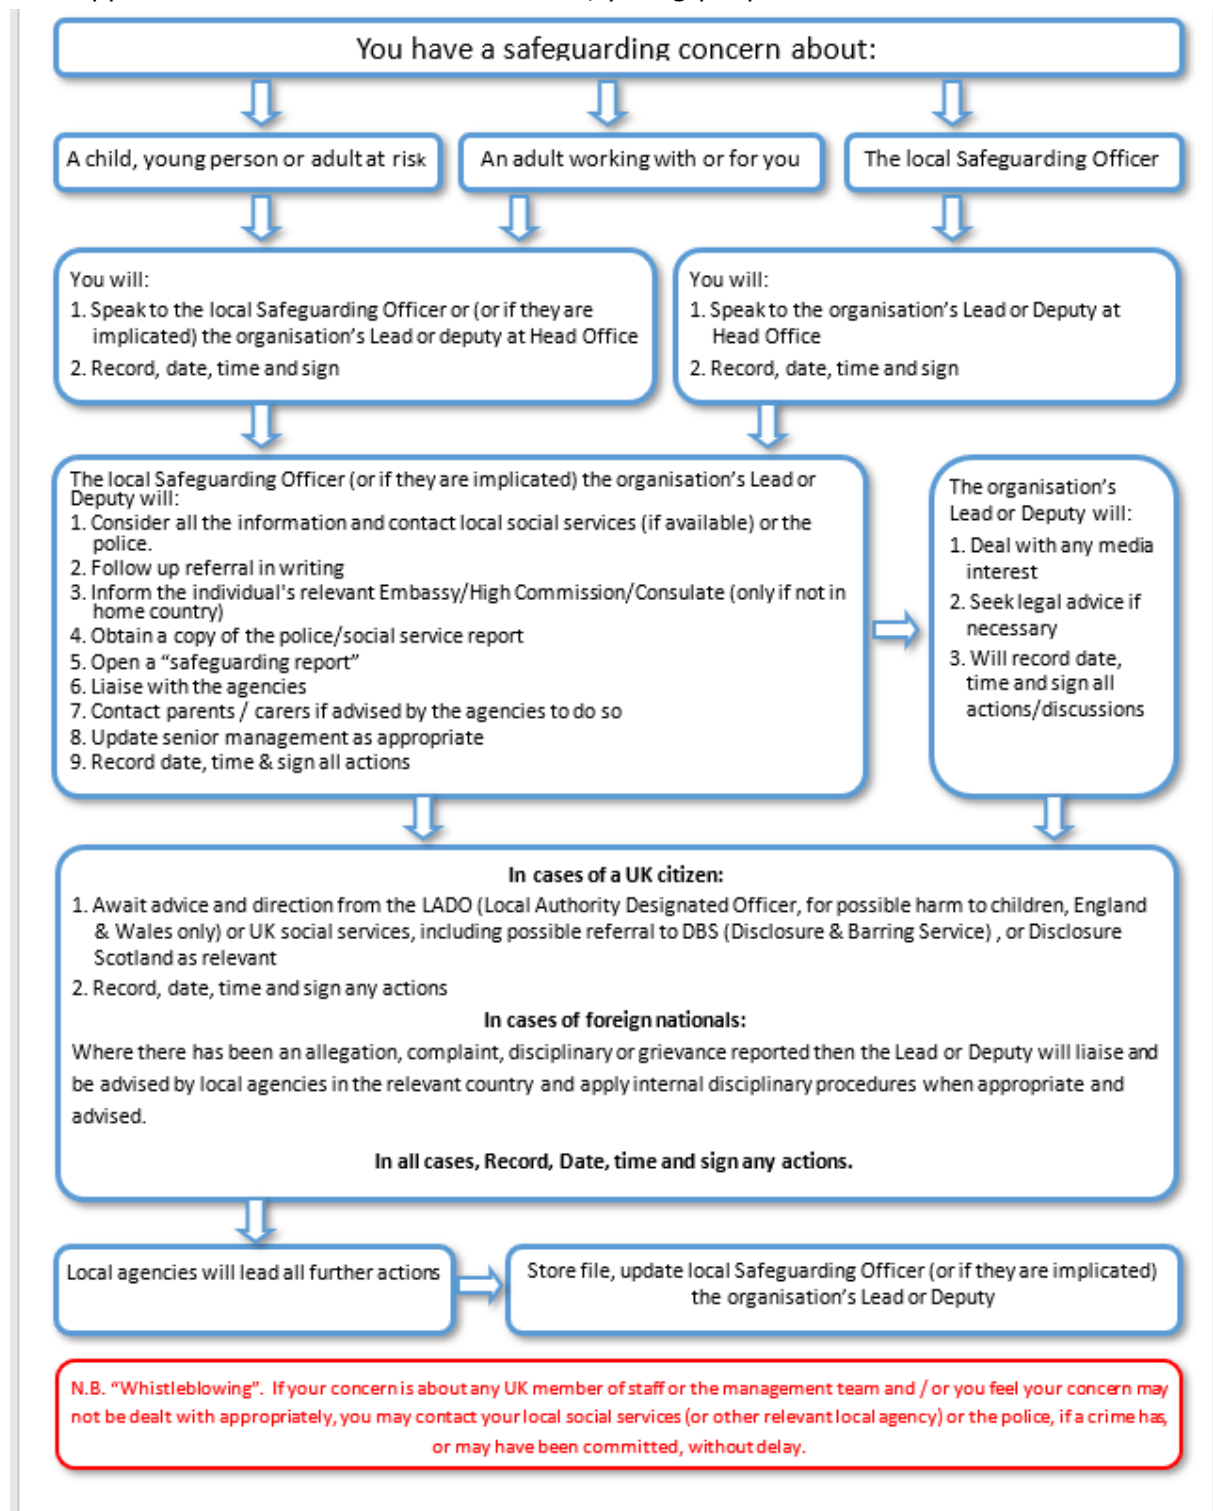 You have a safeguarding concern about:
A child, young person or adult at risk
An adult working with or for you
The local Safeguarding Officer
You will:
1. Speak to the local Safeguarding Officer or (or if they are
implicated) the organisation's Lead or deputy at Head Office
2. Record, date, time and sign
You will:
1. Speak to the organisation's Lead or Deputy at
Head Office
2. Record, date, time and sign
The local Safeguarding Officer (or if they are implicated) the organisation's Lead or
Deputy will:
1. Consider all the information and contact local social services (if available) or the
police.
2. Follow up referral in writing
3. Inform the individual's relevant Embassy/High Commission/Consulate (only if not in
home country)
4. Obtain a copy of the police/social service report
5. Open a “safeguarding report”
6. Liaise with the agencies
7. Contact parents / carers if advised by the agencies to do so
8. Update senior management as appropriate
9. Record date, time & sign all actions
The organisation's
Lead or Deputy will:
1. Deal with any media
interest
2. Seek legal advice if
necessary
3. Will record date,
time and sign all
actions/discussions
In cases of a UK citizen:
1. Await advice and direction from the LADO (Local Authority Designated Officer, for possible harm to children, England
& Wales only) or UK social services, including possible referral to DBS (Disclosure & Barring Service) , or Disclosure
Scotland as relevant
2. Record, date, time and sign any actions
In cases of foreign nationals:
Where there has been an allegation, complaint, disciplinary or grievance reported then the Lead or Deputy will liaise and
be advised by local agencies in the relevant country and apply internal disciplinary procedures when appropriate and
advised.
In all cases, Record, Date, time and sign any actions.
Local agencies will lead all further actions
Store file, update local Safeguarding Officer (or if they are implicated)
the organisation's Lead or Deputy
N.B. “Whistleblowing”. If your concern is about any UK member of staff or the management team and / or you feel your concern may
not be dealt with appropriately, you may contact your local social services (or other relevant local agency) or the police, if a crime has,
or may have been committed, without delay.